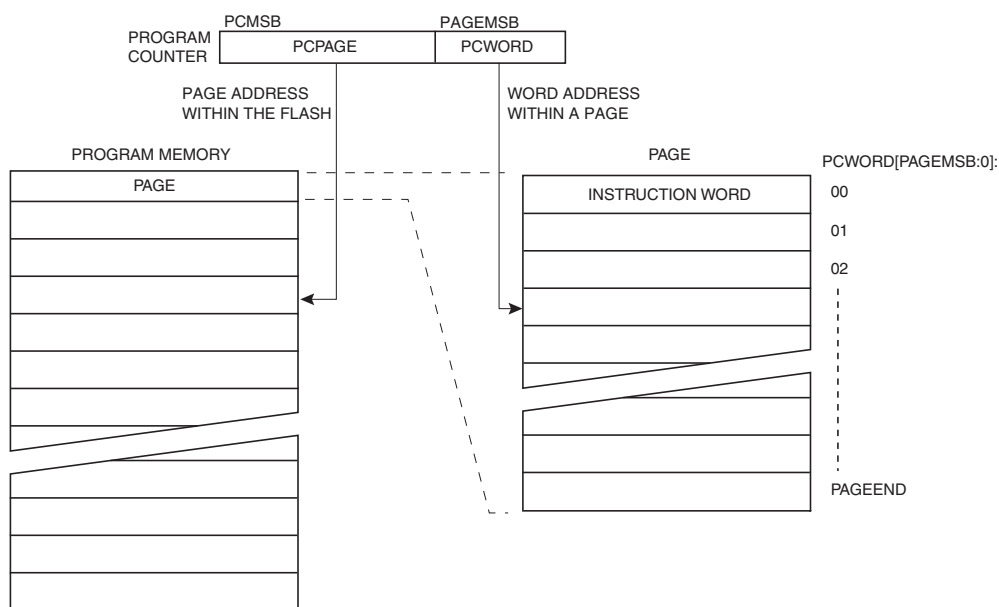 PCMSB
PAGEMSB
PROGRAM
COUNTER
PCPAGE
PCWORD
PAGE ADDRESS
WITHIN THE FLASH
WORD ADDRESS
WITHIN A PAGE
PROGRAM MEMORY
PAGE
PAGE
PCWORD[PAGEMSB:0]:
INSTRUCTION WORD
00
01
02
PAGEEND